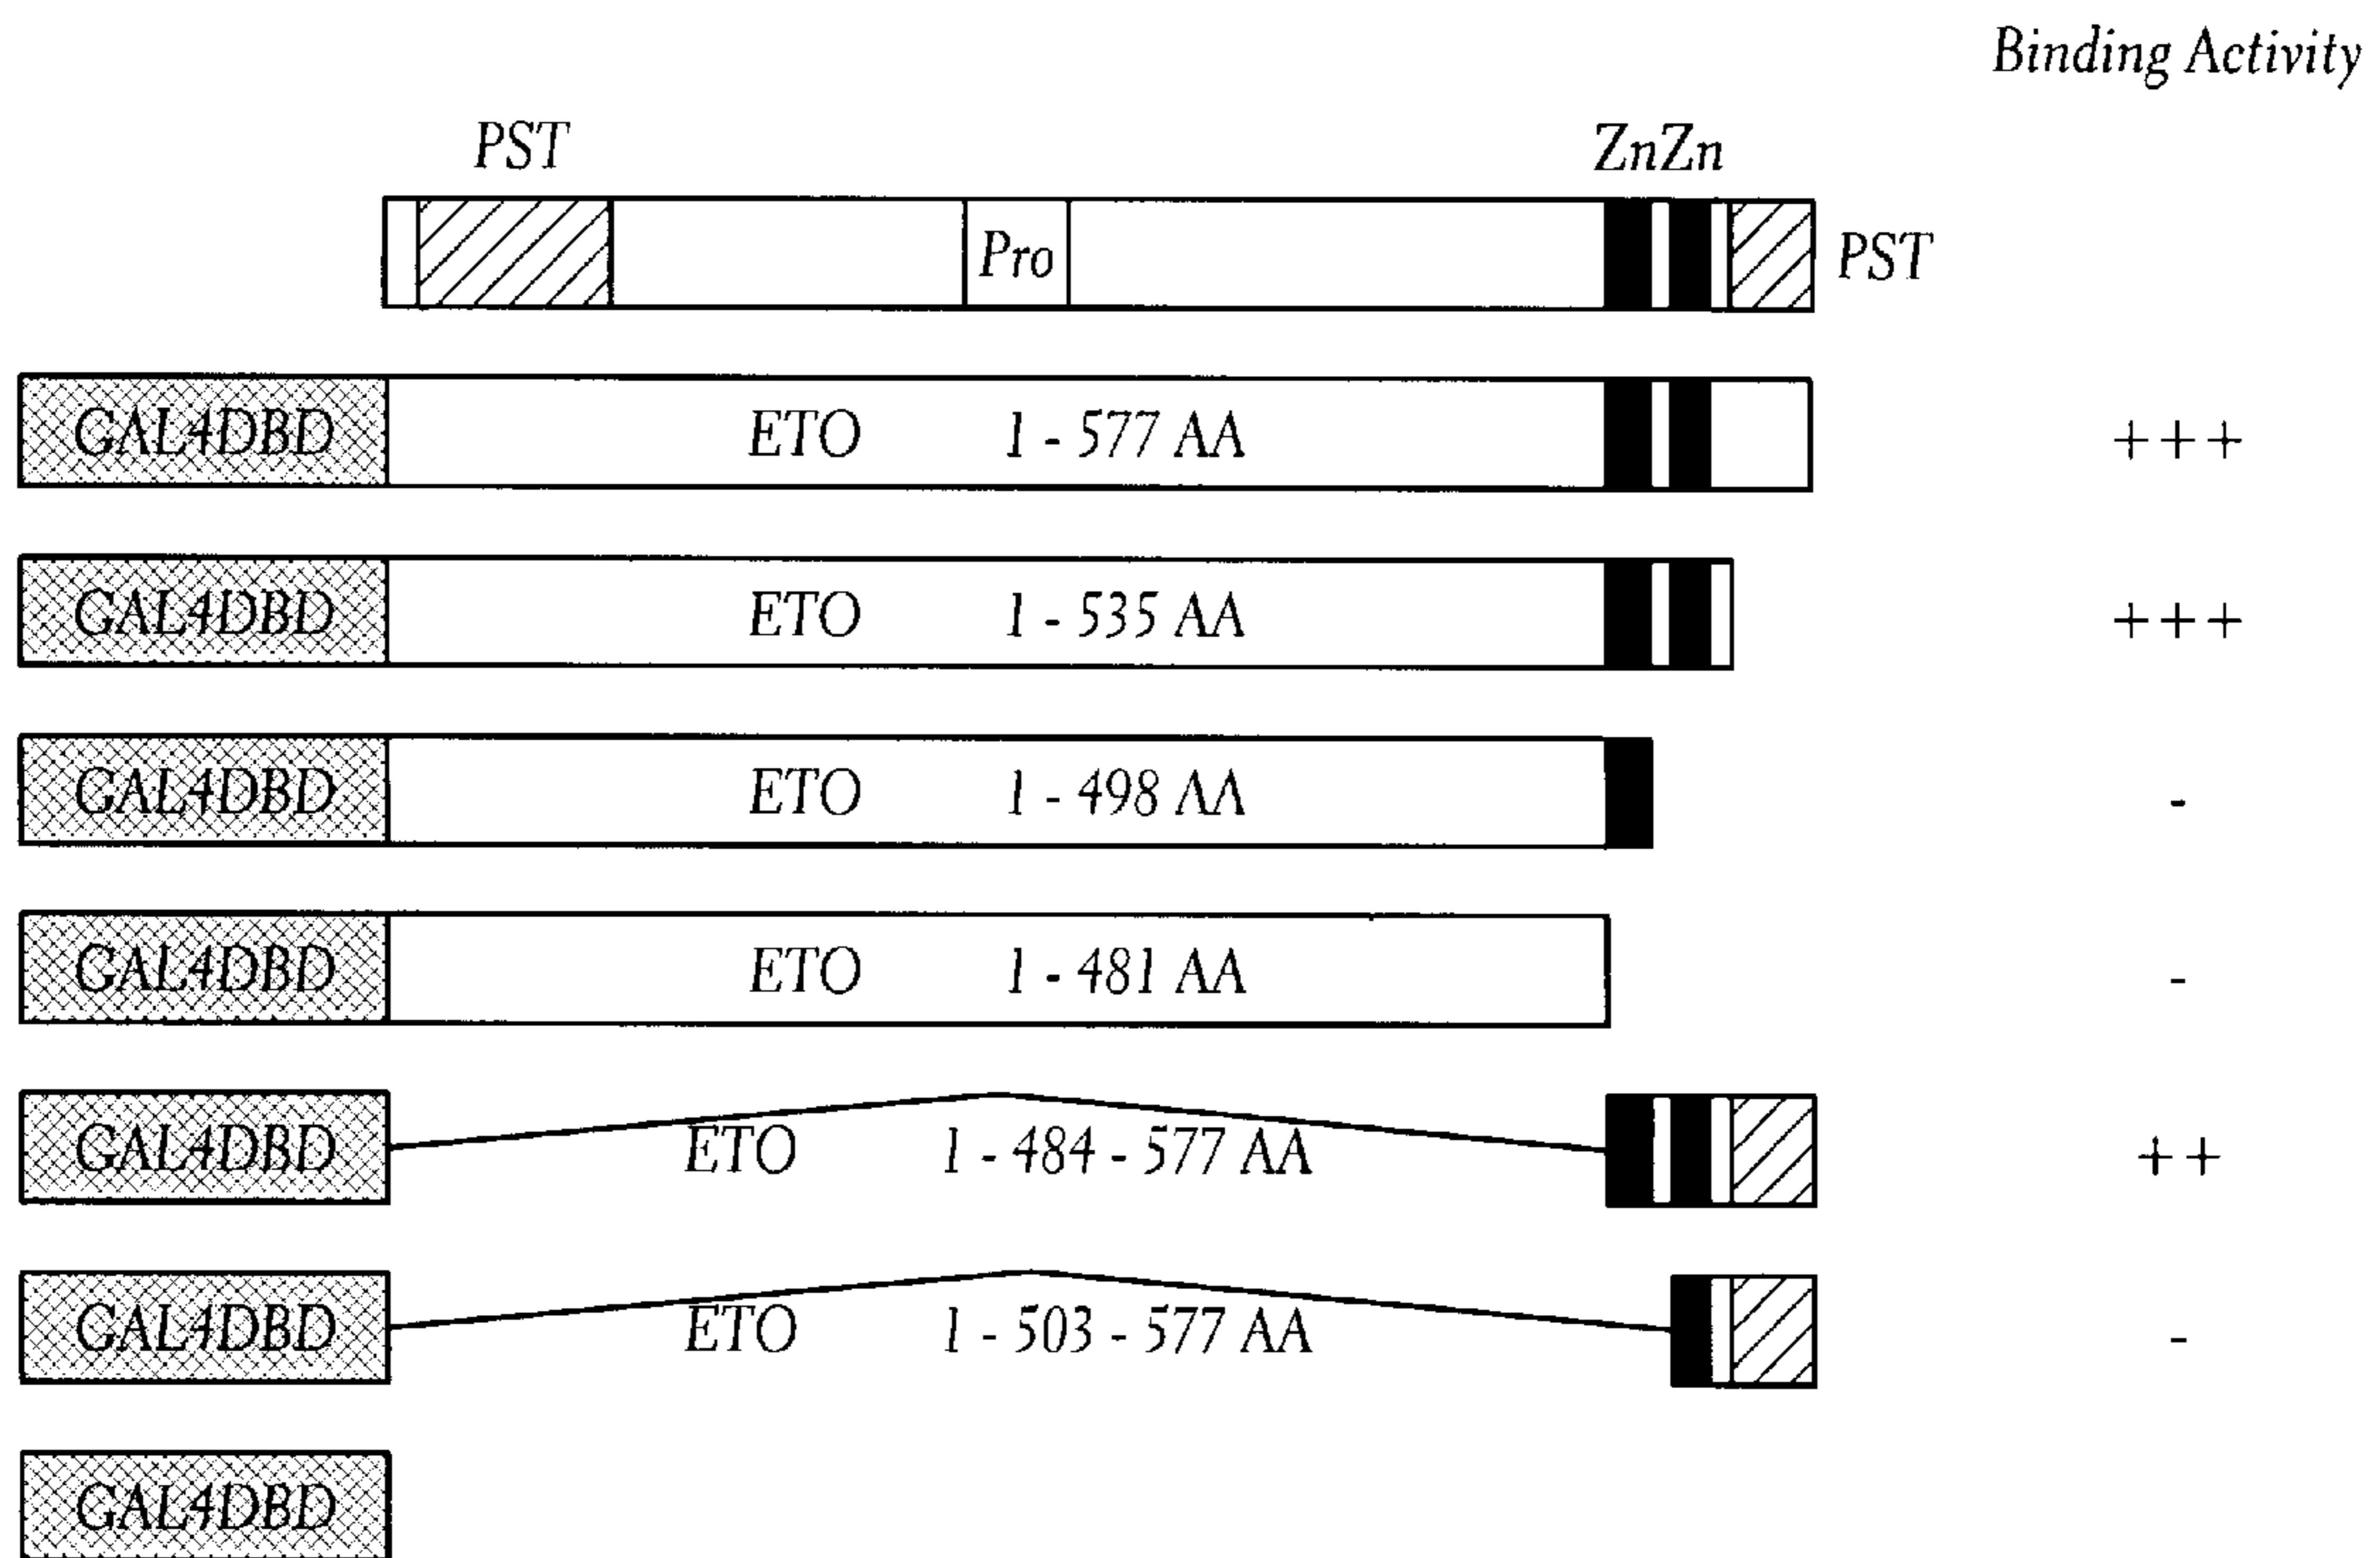 Binding Activity
PST ZnZn
Pro PST
GAL4DBD ETO 1 - 577 AA +++
GAL4DBD ETO 1 - 535 AA +++
GAL4DBD ETO 1 - 498 AA -
GAL4DBD ETO 1 - 481 AA -
GAL4DBD ETO 1 - 484 - 577 AA ++
GAL4DBD ETO 1 - 503 - 577 AA -
GAL4DBD